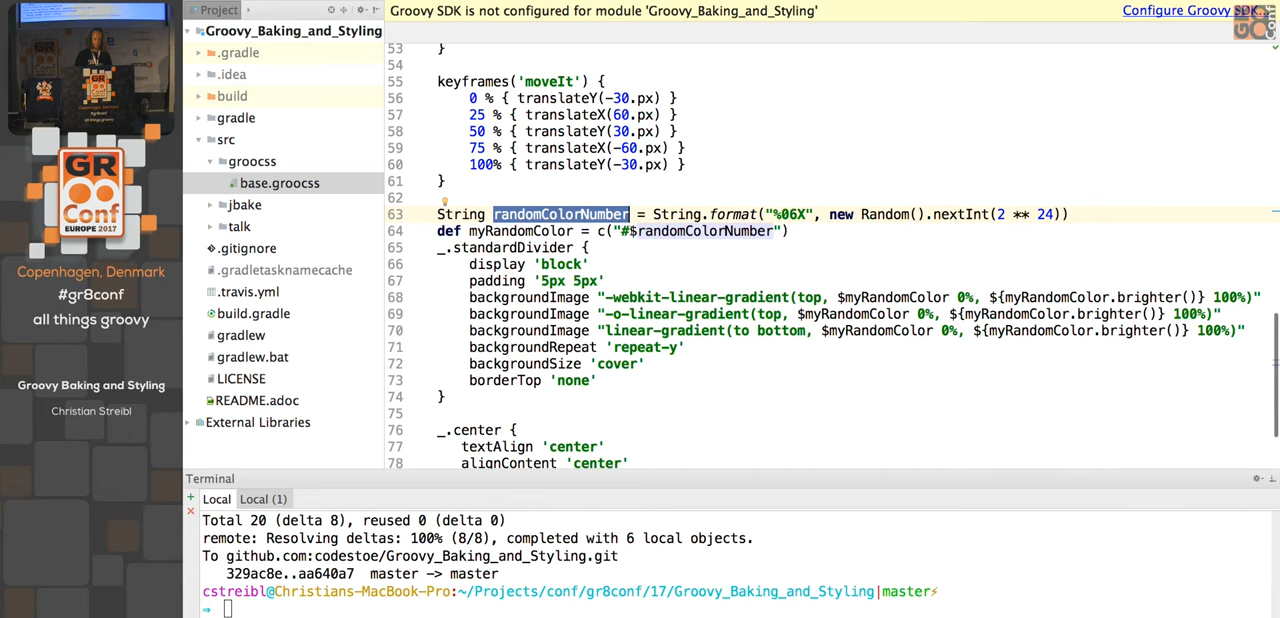 Project
Groovy SDK is not configured for module 'Groovy_Baking_and_Styling'
Configure Groovy SDK...
Groovy_Baking_and_Styling
.gradle
.idea
build
gradle
src
groocss
base.groocss
jbake
talk
.gitignore
.gradletasknamecache
.travis.yml
build.gradle
gradlew
gradlew.bat
LICENSE
README.adoc
External Libraries
53 }
54
55 keyframes('moveIt') {
56 0 % { translateY(-30.px) }
57 25 % { translateX(60.px) }
58 50 % { translateY(30.px) }
59 75 % { translateX(-60.px) }
60 100% { translateY(-30.px) }
61 }
62
63 String randomColorNumber = String.format("%06X", new Random().nextInt(2 ** 24))
64 def myRandomColor = c("#$randomColorNumber")
65 _.standardDivider {
66 display 'block'
67 padding '5px 5px'
68 backgroundImage "-webkit-linear-gradient(top, $myRandomColor 0%, ${myRandomColor.brighter()} 100%)"
69 backgroundImage "-o-linear-gradient(top, $myRandomColor 0%, ${myRandomColor.brighter()} 100%)"
70 backgroundImage "linear-gradient(to bottom, $myRandomColor 0%, ${myRandomColor.brighter()} 100%)"
71 backgroundRepeat 'repeat-y'
72 backgroundSize 'cover'
73 borderTop 'none'
74 }
75
76 _.center {
77 textAlign 'center'
78 alignContent 'center'
Terminal
Local Local (1)
Total 20 (delta 8), reused 0 (delta 0)
remote: Resolving deltas: 100% (8/8), completed with 6 local objects.
To github.com:codestoe/Groovy_Baking_and_Styling.git
329ac8e..aa640a7 master -> master
cstreibl@Christians-MacBook-Pro:~/Projects/conf/gr8conf/17/Groovy_Baking_and_Styling|master⚡
⇒
GR
8
Conf
EUROPE 2017
Copenhagen, Denmark
#gr8conf
all things groovy
Groovy Baking and Styling
Christian Streibl